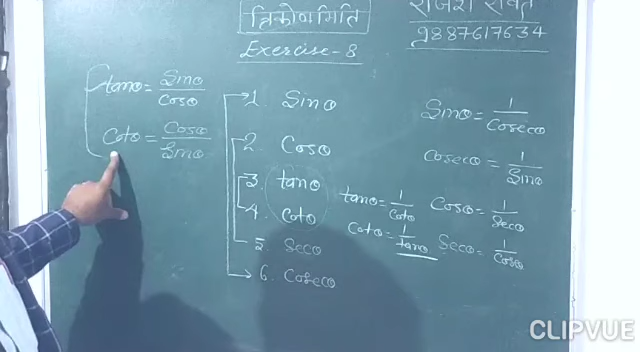 त्रिकोणमिति
Exercise-8
राजेश रावत
9887617634
tanθ = Sinθ/Cosθ
Cotθ = Cosθ/Sinθ
1. Sinθ
2. Cosθ
3. tanθ
4. Cotθ
5. Secθ
6. Cosecθ
tanθ = 1/Cotθ
Cotθ = 1/tanθ
Sinθ = 1/Cosecθ
Cosecθ = 1/Sinθ
Cosθ = 1/Secθ
Secθ = 1/Cosθ
CLIPVUE